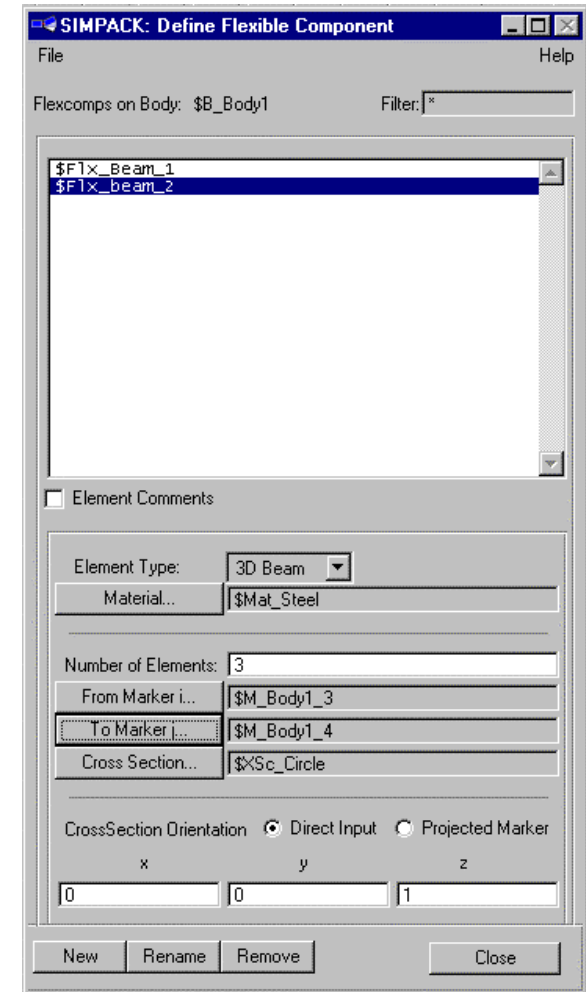 SIMPACK: Define Flexible Component
File Help
Flexcomps on Body: $B_Body1 Filter: *
$Flx_Beam_1
$Flx_beam_2
Element Comments
Element Type: 3D Beam
Material... $Mat_Steel
Number of Elements: 3
From Marker i... $M_Body1_3
To Marker j... $M_Body1_4
Cross Section... $XSc_Circle
CrossSection Orientation Direct Input Projected Marker
x y z
0 0 1
New Rename Remove Close